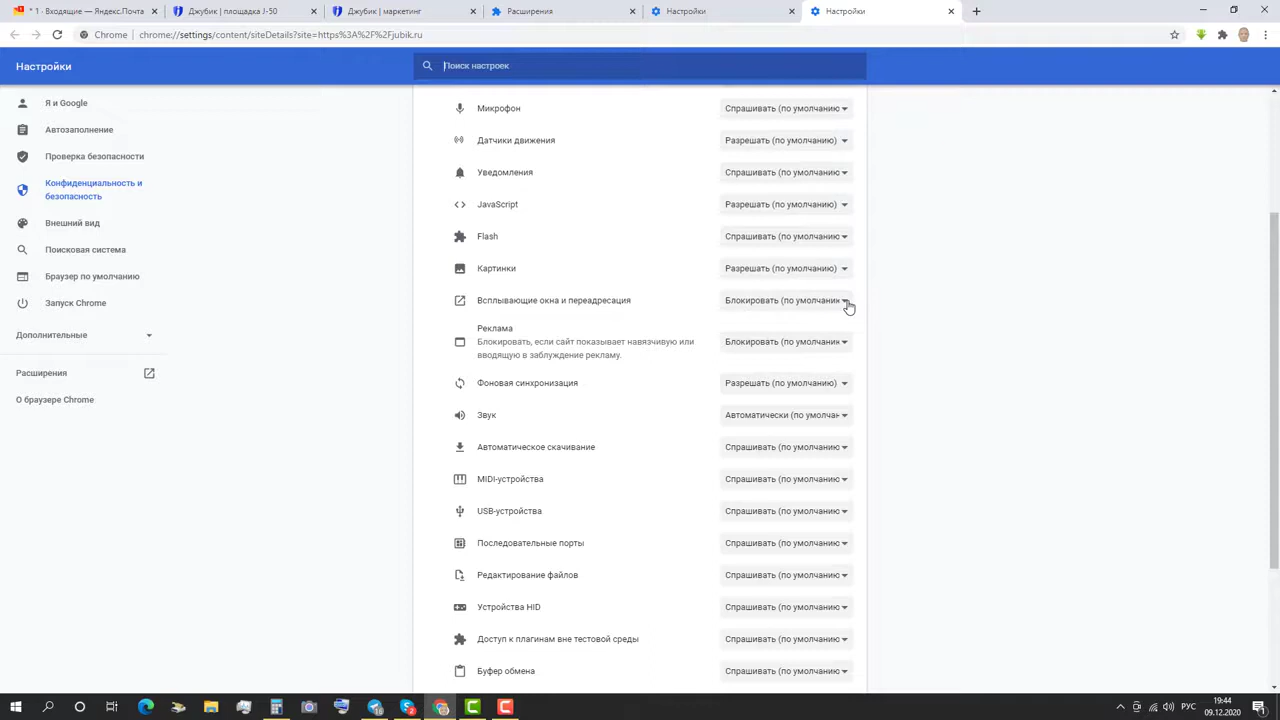 * 1 · Входящие — Яндекс.Почта
Джубик | площадка J-50
Джубик | маркетинг
Расширения
Настройки
Настройки
Chrome | chrome://settings/content/siteDetails?site=https%3A%2F%2Fjubik.ru
Настройки
Поиск настроек
Я и Google
Автозаполнение
Проверка безопасности
Конфиденциальность и
безопасность
Внешний вид
Поисковая система
Браузер по умолчанию
Запуск Chrome
Дополнительные
Расширения
О браузере Chrome
Микрофон Спрашивать (по умолчанию
Датчики движения Разрешать (по умолчанию)
Уведомления Спрашивать (по умолчанию
JavaScript Разрешать (по умолчанию)
Flash Спрашивать (по умолчанию
Картинки Разрешать (по умолчанию)
Всплывающие окна и переадресация Блокировать (по умолчани
Реклама
Блокировать, если сайт показывает навязчивую или Блокировать (по умолчани
вводящую в заблуждение рекламу.
Фоновая синхронизация Разрешать (по умолчанию)
Звук Автоматически (по умолча
Автоматическое скачивание Спрашивать (по умолчанию
MIDI-устройства Спрашивать (по умолчанию
USB-устройства Спрашивать (по умолчанию
Последовательные порты Спрашивать (по умолчанию
Редактирование файлов Спрашивать (по умолчанию
Устройства HID Спрашивать (по умолчанию
Доступ к плагинам вне тестовой среды Спрашивать (по умолчанию
Буфер обмена Спрашивать (по умолчанию
РУС
19:44
09.12.2020